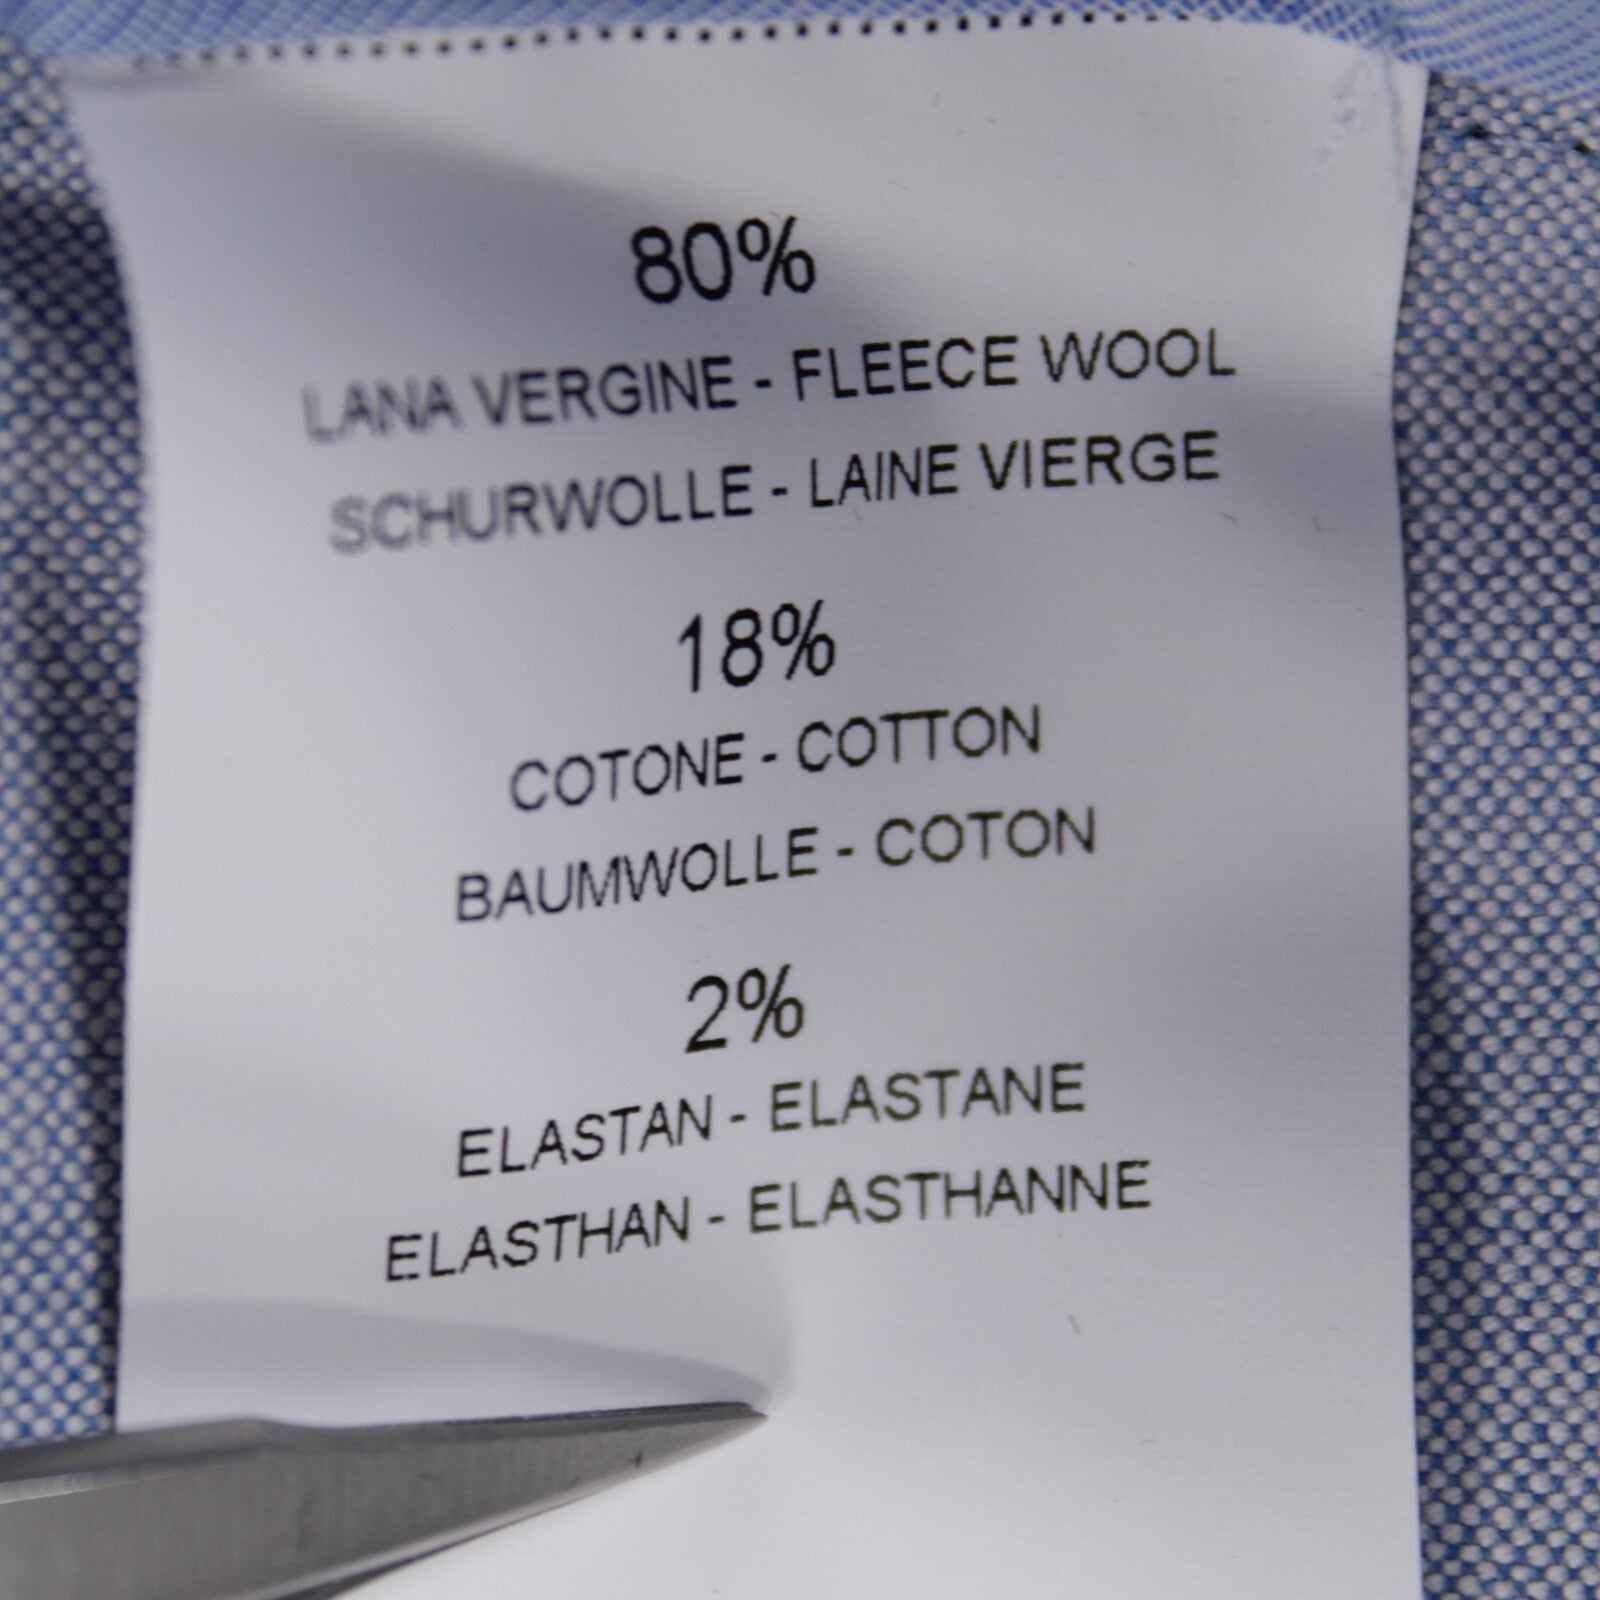 80%
LANA VERGINE - FLEECE WOOL
SCHURWOLLE - LAINE VIERGE
18%
COTONE - COTTON
BAUMWOLLE - COTON
2%
ELASTAN - ELASTANE
ELASTHAN - ELASTHANNE